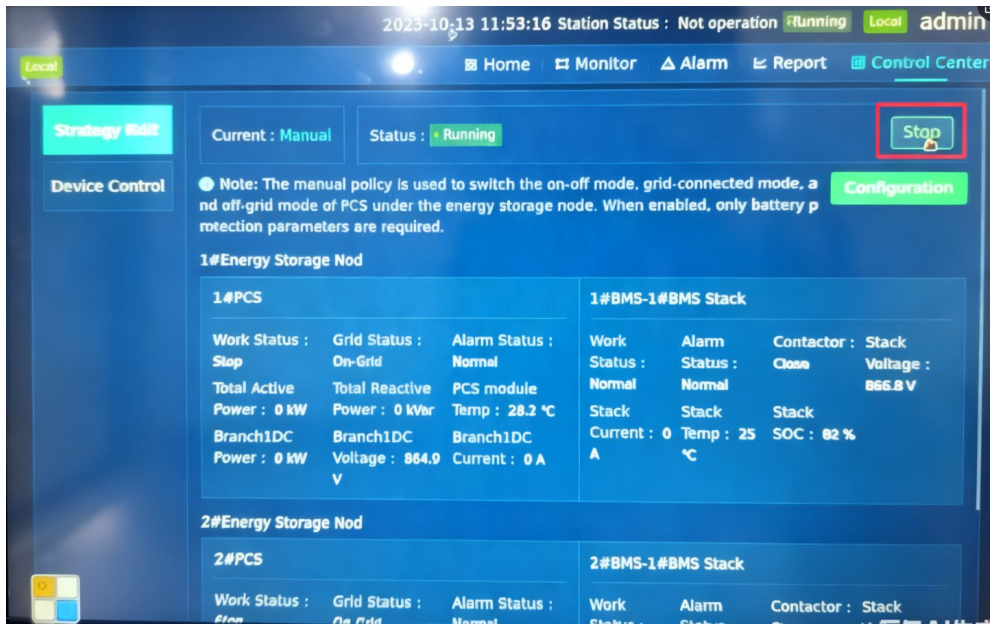 2023-10-13 11:53:16 Station Status : Not operation Running Local admin
Local
Home Monitor Alarm Report Control Center
Strategy Edit
Device Control
Current : Manual Status : Running Stop
Note: The manual policy is used to switch the on-off mode, grid-connected mode, a
nd off-grid mode of PCS under the energy storage node. When enabled, only battery p
rotection parameters are required.
Configuration
1#Energy Storage Nod
1#PCS
Work Status : Grid Status : Alarm Status :
Stop On-Grid Normal
Total Active Total Reactive PCS module
Power : 0 kW Power : 0 kVar Temp : 28.2 ℃
Branch1DC Branch1DC Branch1DC
Power : 0 kW Voltage : 864.9 Current : 0 A
V
1#BMS-1#BMS Stack
Work Alarm Contactor : Stack
Status : Status : Close Voltage :
Normal Normal 866.8 V
Stack Stack Stack
Current : 0 Temp : 25 SOC : 82 %
A ℃
2#Energy Storage Nod
2#PCS
Work Status : Grid Status : Alarm Status :
Stop On-Grid Normal
2#BMS-1#BMS Stack
Work Alarm Contactor : Stack